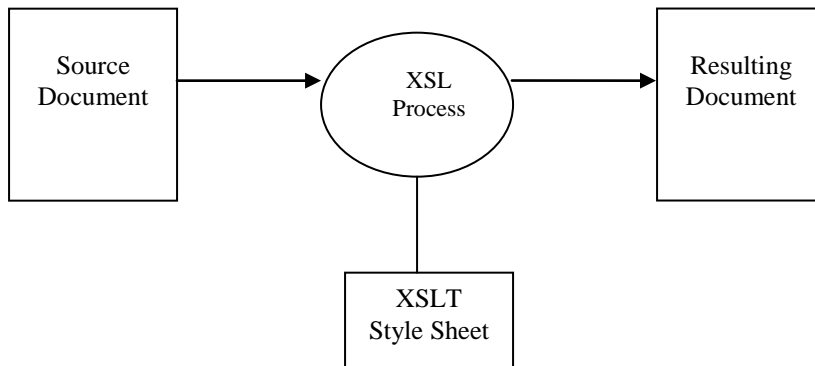 Source
Document
XSL
Process
Resulting
Document
XSLT
Style Sheet